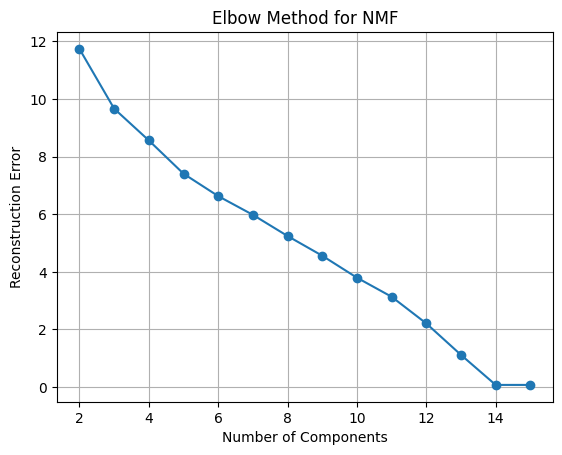 Elbow Method for NMF
Reconstruction Error
12
10
8
6
4
2
0
2 4 6 8 10 12 14
Number of Components